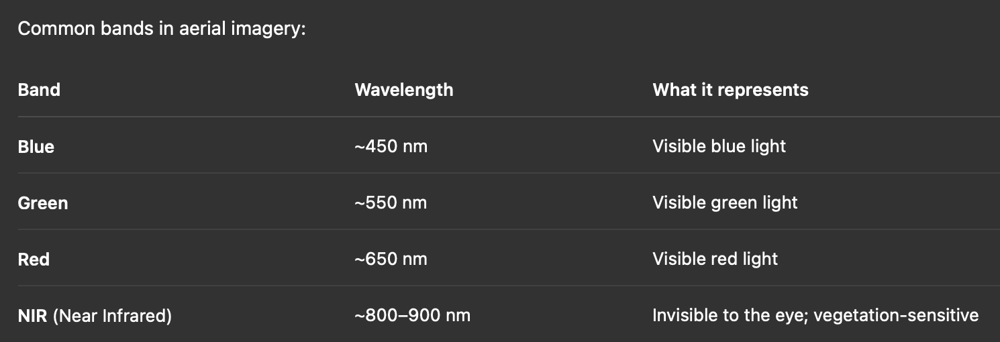 Common bands in aerial imagery:
Band Wavelength What it represents
Blue ~450 nm Visible blue light
Green ~550 nm Visible green light
Red ~650 nm Visible red light
NIR (Near Infrared) ~800–900 nm Invisible to the eye; vegetation-sensitive